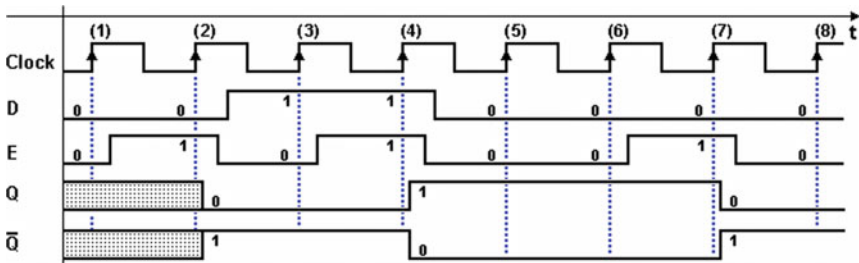 (1) (2) (3) (4) (5) (6) (7) (8) t
Clock
D 0 0 1 1 0 0 0 0
E 0 1 0 1 0 0 1 0
Q 0 1 0
Q̅ 1 0 1